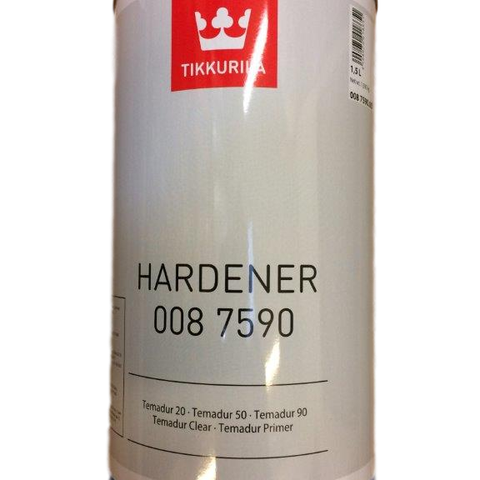 TIKKURILA
1,5 L
008 7590
HARDENER
008 7590
Temadur 20 · Temadur 50 · Temadur 90
Temadur Clear · Temadur Primer